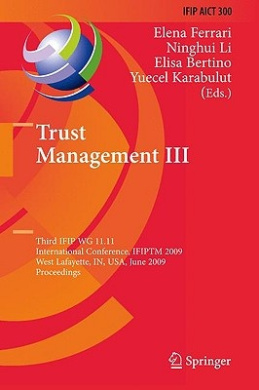 IFIP AICT 300
Elena Ferrari
Ninghui Li
Elisa Bertino
Yuecel Karabulut
(Eds.)
Trust
Management III
Third IFIP WG 11.11
International Conference, IFIPTM 2009
West Lafayette, IN, USA, June 2009
Proceedings
Springer